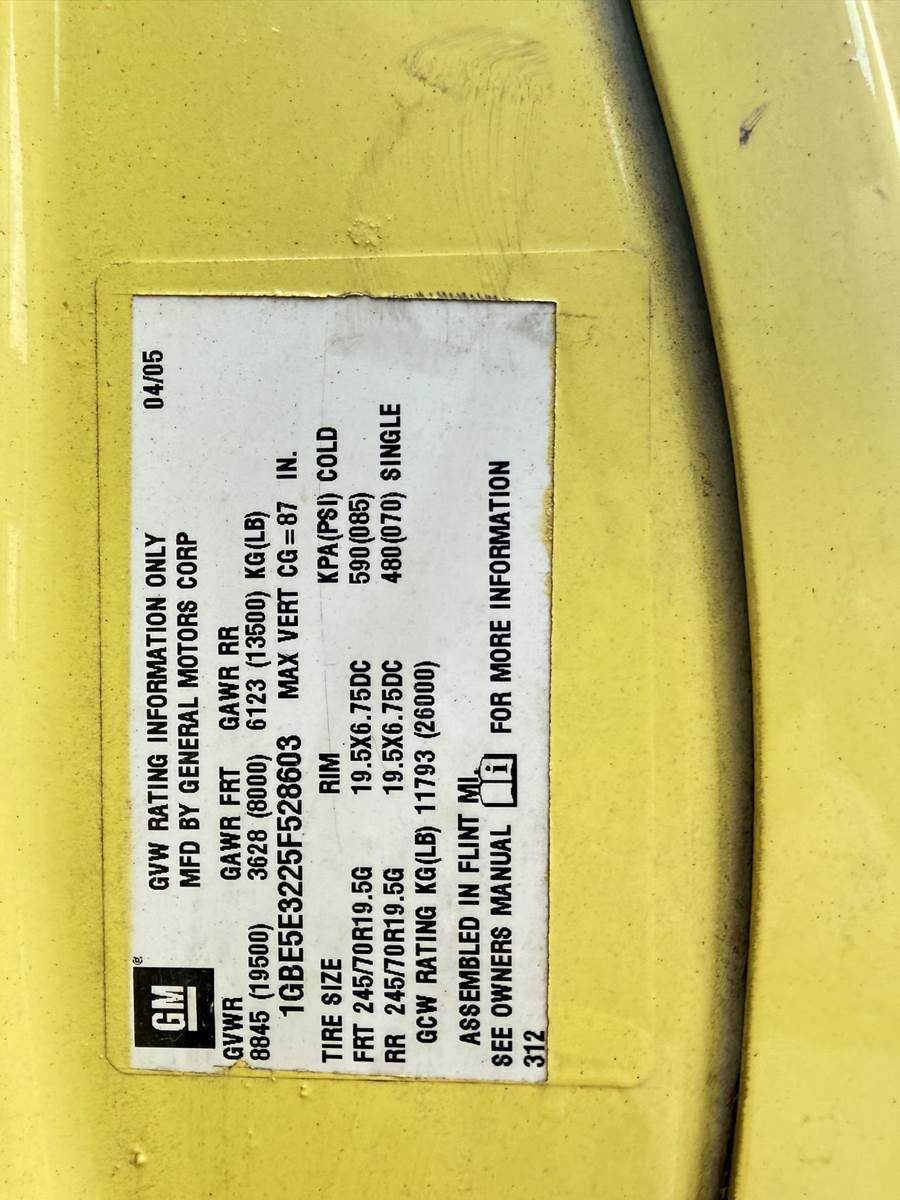 GM®
GVW RATING INFORMATION ONLY 04/05
MFD BY GENERAL MOTORS CORP
GVWR GAWR FRT GAWR RR
8845 (19500) 3628 (8000) 6123 (13500) KG(LB)
1GBE5E3225F528603 MAX VERT CG=87 IN.
TIRE SIZE RIM KPA(PSI) COLD
FRT 245/70R19.5G 19.5X6.75DC 590(085)
RR 245/70R19.5G 19.5X6.75DC 480(070) SINGLE
GCW RATING KG(LB) 11793 (26000)
ASSEMBLED IN FLINT MI.
SEE OWNERS MANUAL i FOR MORE INFORMATION
312